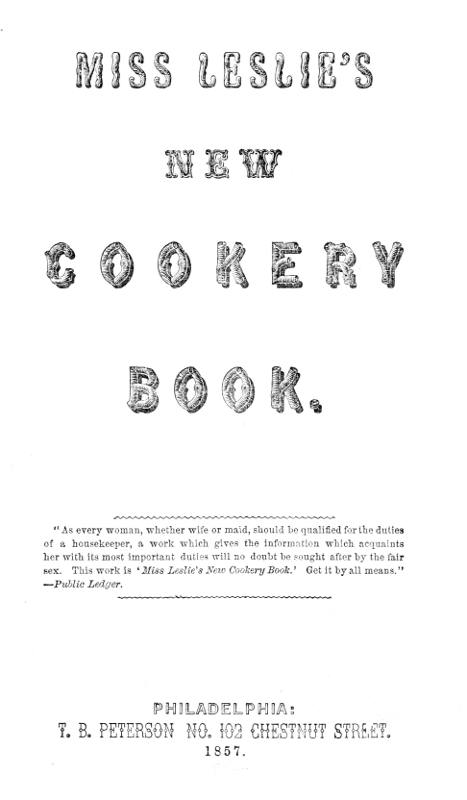 MISS LESLIE'S
NEW
COOKERY
BOOK.
"As every woman, whether wife or maid, should be qualified for the duties
of a housekeeper, a work which gives the information which acquaints
her with its most important duties will no doubt be sought after by the fair
sex. This work is 'Miss Leslie's New Cookery Book.' Get it by all means."
—Public Ledger.
PHILADELPHIA:
T. B. PETERSON NO. 102 CHESTNUT STREET.
1857.